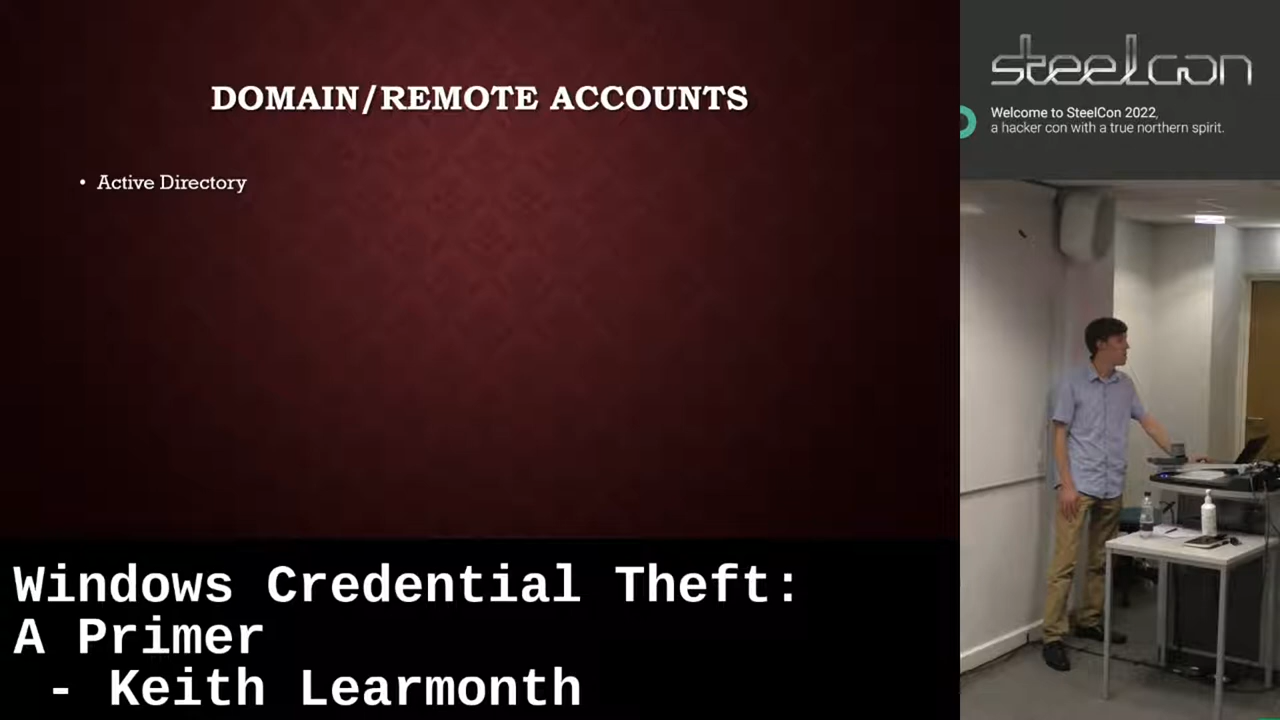 DOMAIN/REMOTE ACCOUNTS
• Active Directory
steelcon
Welcome to SteelCon 2022,
a hacker con with a true northern spirit.
Windows Credential Theft:
A Primer
- Keith Learmonth